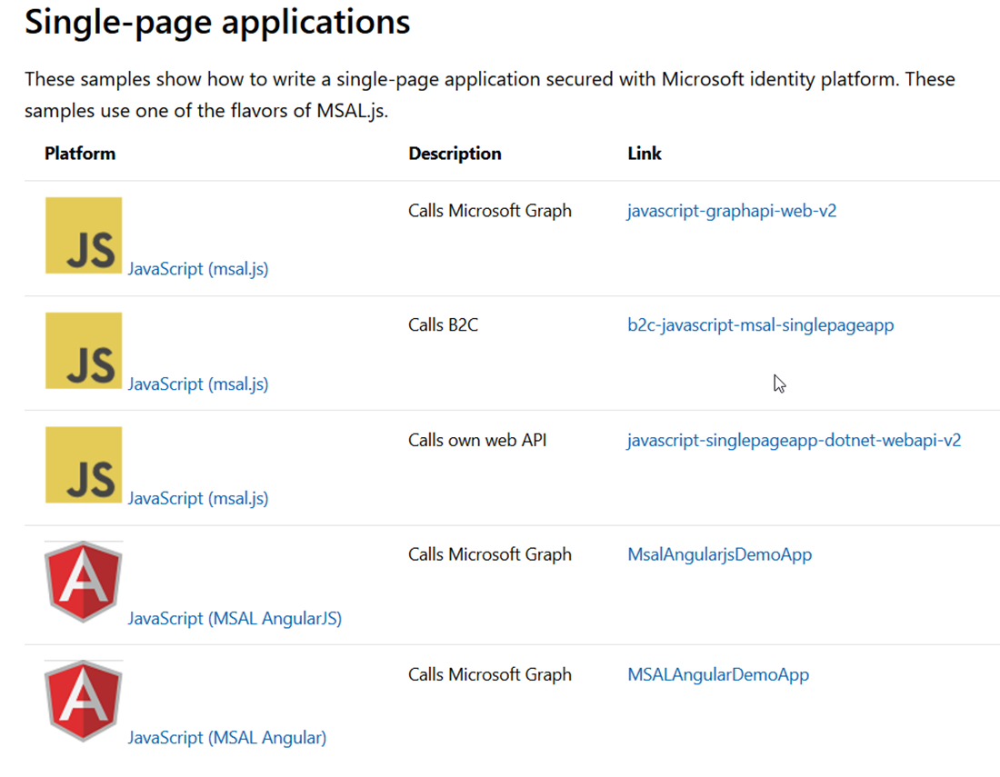 Single-page applications
These samples show how to write a single-page application secured with Microsoft identity platform. These
samples use one of the flavors of MSAL.js.
Platform Description Link
JS JavaScript (msal.js) Calls Microsoft Graph javascript-graphapi-web-v2
JS JavaScript (msal.js) Calls B2C b2c-javascript-msal-singlepageapp
JS JavaScript (msal.js) Calls own web API javascript-singlepageapp-dotnet-webapi-v2
A JavaScript (MSAL AngularJS) Calls Microsoft Graph MsalAngularjsDemoApp
A JavaScript (MSAL Angular) Calls Microsoft Graph MSALAngularDemoApp